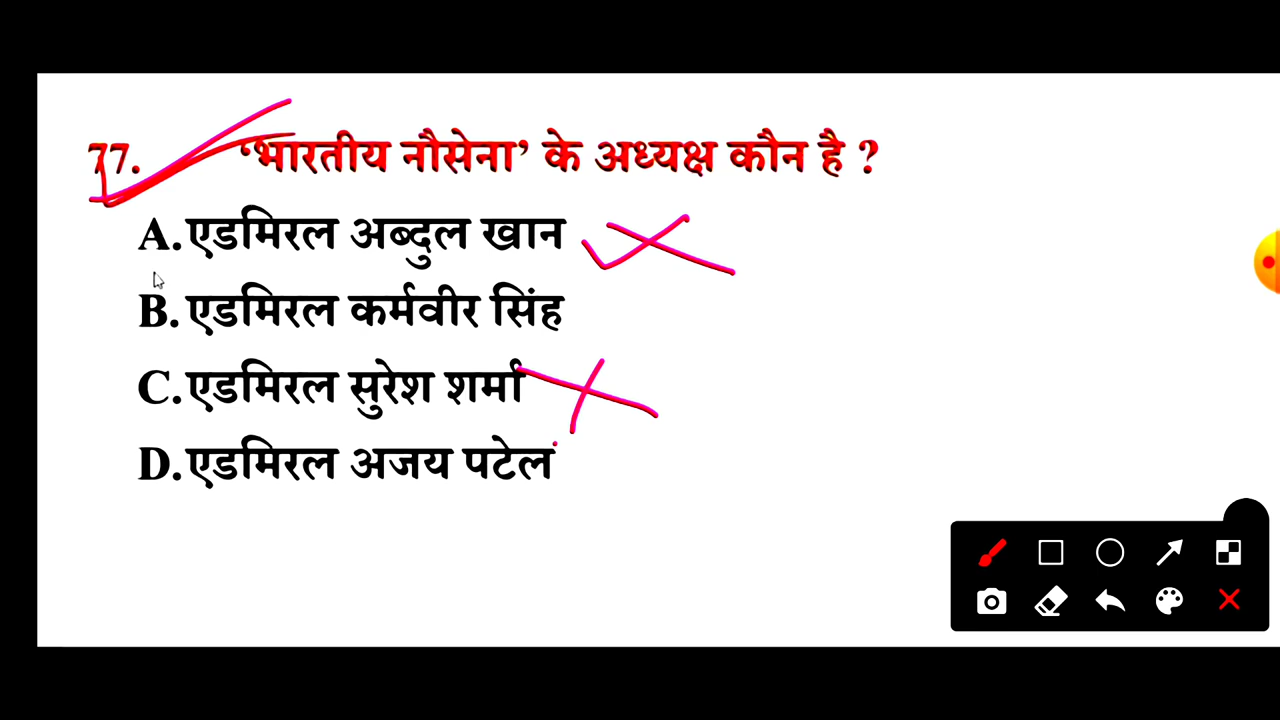 77. ‘भारतीय नौसेना’ के अध्यक्ष कौन है ?
A. एडमिरल अब्दुल खान
B. एडमिरल कर्मवीर सिंह
C. एडमिरल सुरेश शर्मा
D. एडमिरल अजय पटेल